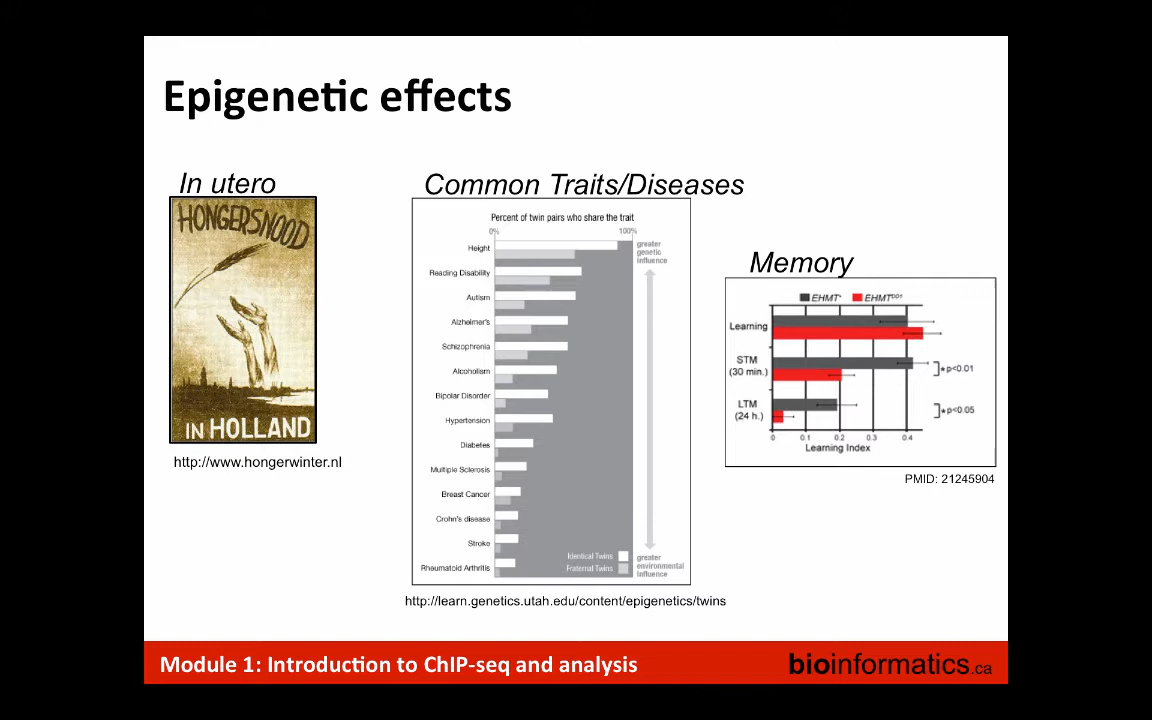 Epigenetic effects
In utero
HONGERSNOOD
IN HOLLAND
http://www.hongerwinter.nl
Common Traits/Diseases
Percent of twin pairs who share the trait
0% 100%
Height
Reading Disability
Autism
Alzheimer's
Schizophrenia
Alcoholism
Bipolar Disorder
Hypertension
Diabetes
Multiple Sclerosis
Breast Cancer
Crohn's disease
Stroke
Rheumatoid Arthritis
greater
genetic
influence
Identical Twins
Fraternal Twins
greater
environmental
influence
http://learn.genetics.utah.edu/content/epigenetics/twins
Memory
EHMT⁺ EHMTᴰᴰ¹
Learning
STM
(30 min.)
LTM
(24 h.)
*p<0.01
*p<0.05
0 0.1 0.2 0.3 0.4
Learning Index
PMID: 21245904
Module 1: Introduction to ChIP-seq and analysis
bioinformatics.ca